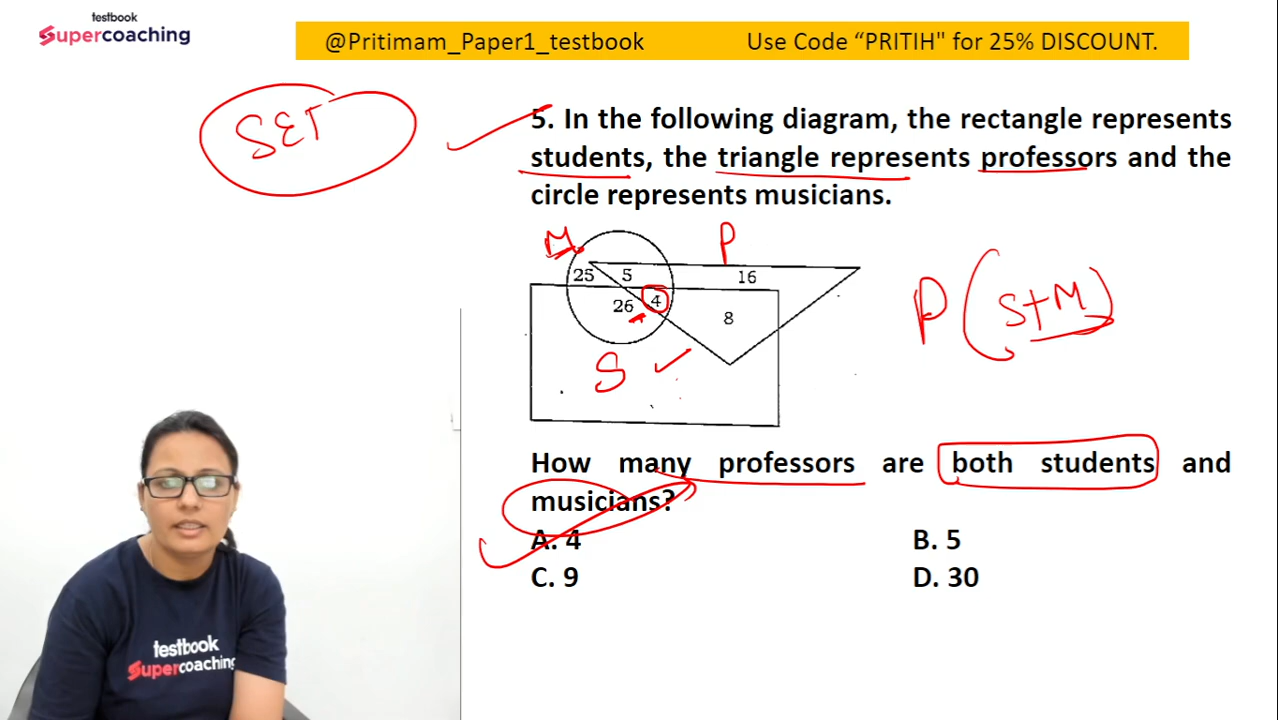 testbook
Supercoaching
@Pritimam_Paper1_testbook Use Code “PRITIH" for 25% DISCOUNT.
SET
5. In the following diagram, the rectangle represents
students, the triangle represents professors and the
circle represents musicians.
M
P
25 5 16
26 4 8
S
P (S+M)
How many professors are both students and
musicians?
A. 4 B. 5
C. 9 D. 30
testbook
Supercoaching